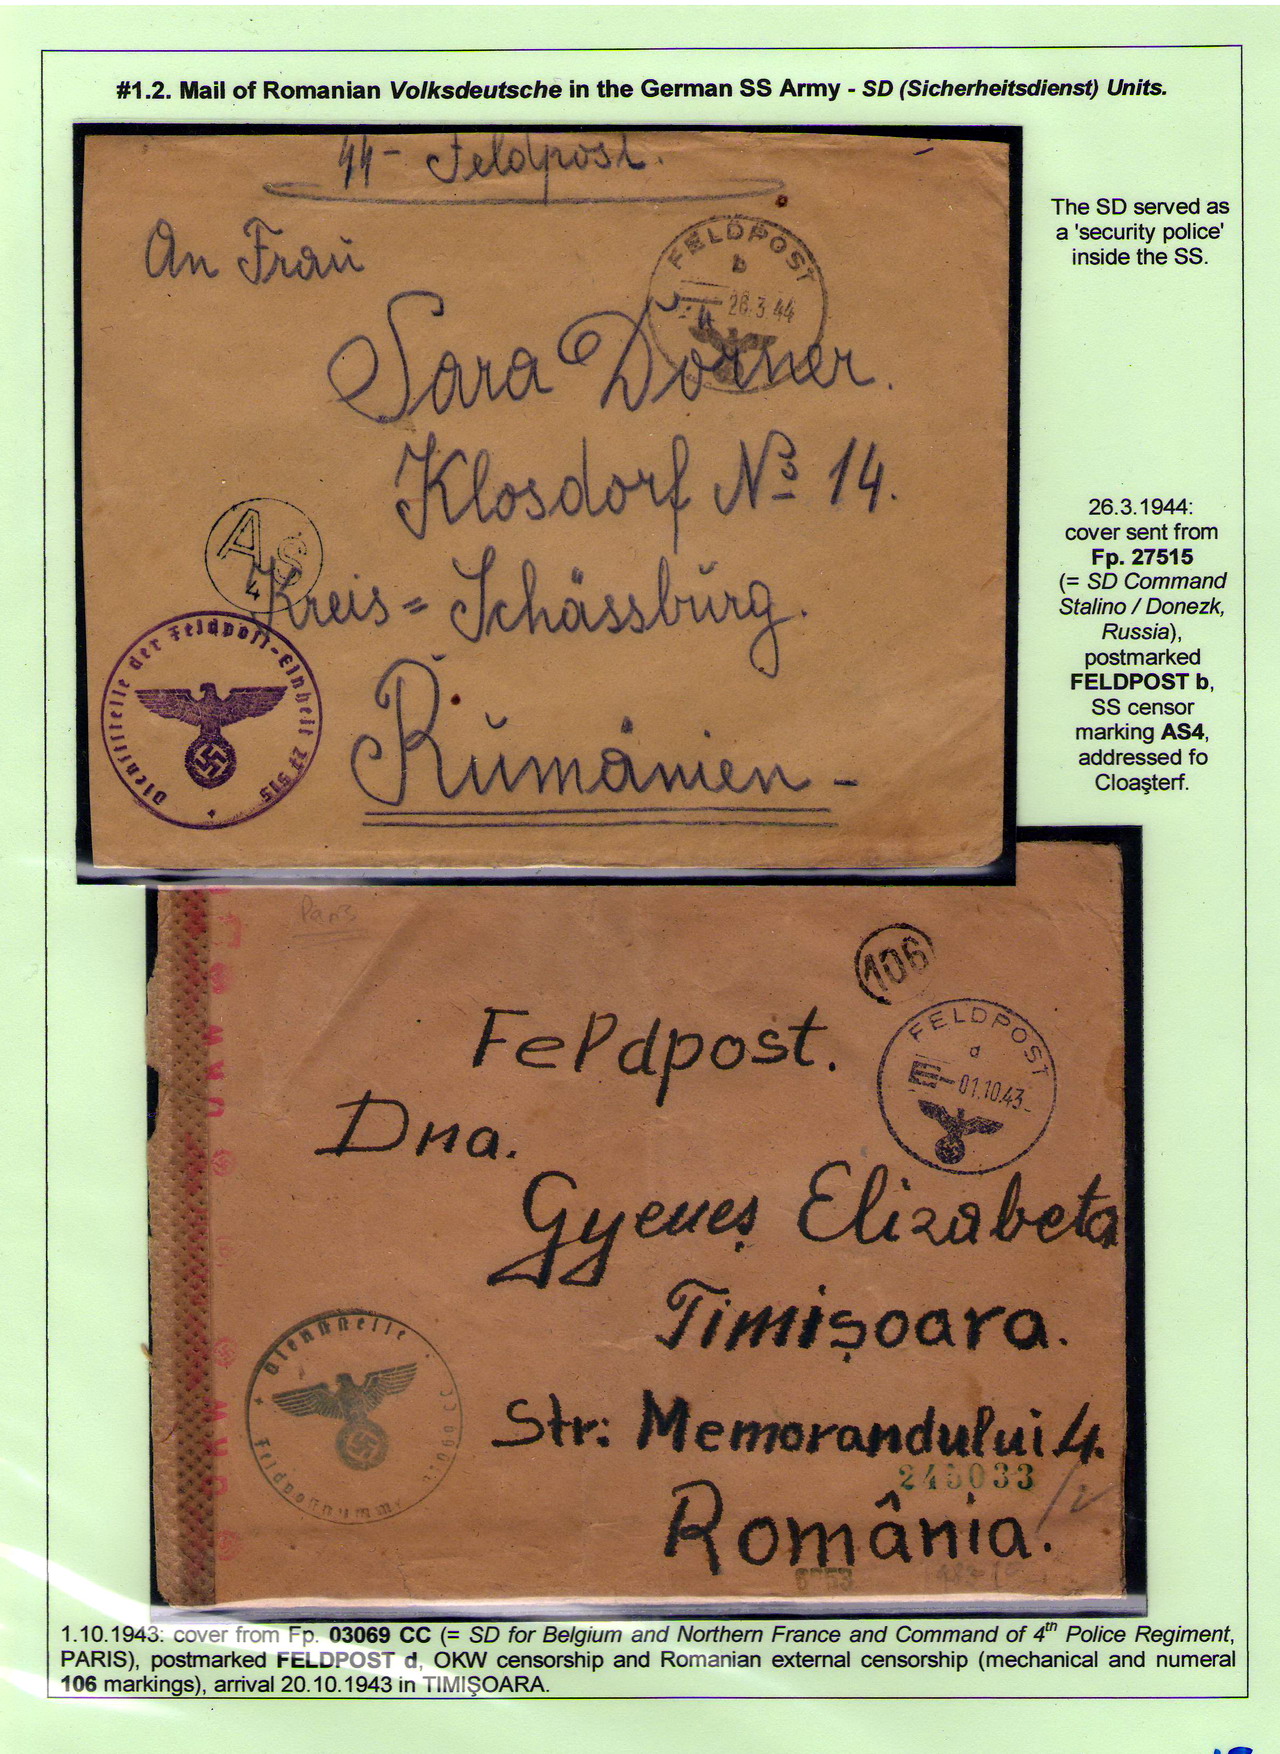 #1.2. Mail of Romanian Volksdeutsche in the German SS Army - SD (Sicherheitsdienst) Units.
The SD served as
a 'security police'
inside the SS.
SS - Feldpost.
An Frau
Sara Dörner.
Klosdorf No 14.
Kreis = Schässburg.
Rumänien -
FELDPOST
b
26.3.44
AS
4
Dienststelle der Feldpost-Einheit 27515
26.3.1944:
cover sent from
Fp. 27515
(= SD Command
Stalino / Donezk,
Russia),
postmarked
FELDPOST b,
SS censor
marking AS4,
addressed fo
Cloaşterf.
Paris
106
FELDPOST
d
01.10.43
Feldpost.
Dna.
Gyeneş Elizabeta
Timişoara.
Str: Memorandului 4.
245033
România.
Dienststelle
Feldpostnumm
1.10.1943: cover from Fp. 03069 CC (= SD for Belgium and Northern France and Command of 4th Police Regiment,
PARIS), postmarked FELDPOST d, OKW censorship and Romanian external censorship (mechanical and numeral
106 markings), arrival 20.10.1943 in TIMIŞOARA.